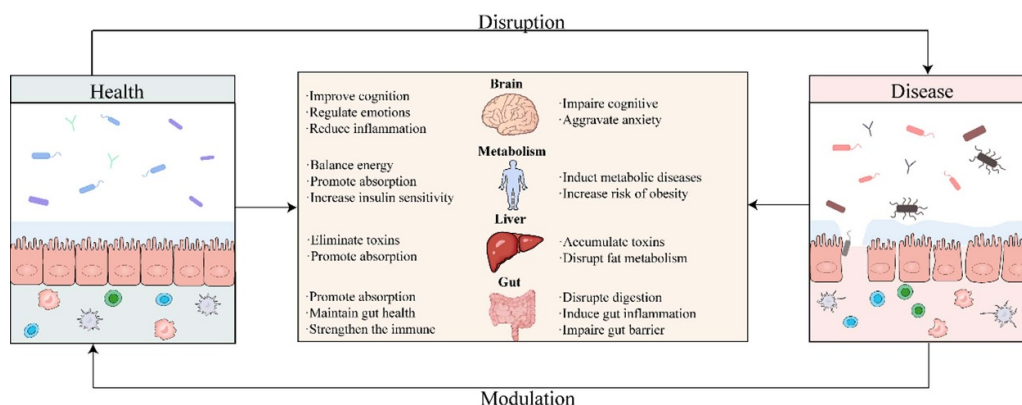 Disruption
Health
Brain
·Improve cognition
·Regulate emotions
·Reduce inflammation
·Impaire cognitive
·Aggravate anxiety
Metabolism
·Balance energy
·Promote absorption
·Increase insulin sensitivity
·Induct metabolic diseases
·Increase risk of obesity
Liver
·Eliminate toxins
·Promote absorption
·Accumulate toxins
·Disrupt fat metabolism
Gut
·Promote absorption
·Maintain gut health
·Strengthen the immune
·Disrupte digestion
·Induce gut inflammation
·Impaire gut barrier
Disease
Modulation